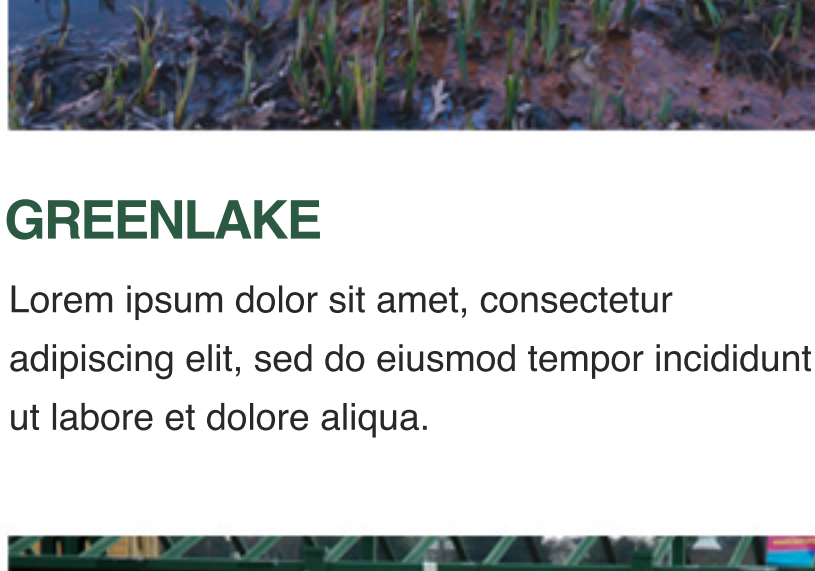 GREENLAKE
Lorem ipsum dolor sit amet, consectetur
adipiscing elit, sed do eiusmod tempor incididunt
ut labore et dolore aliqua.